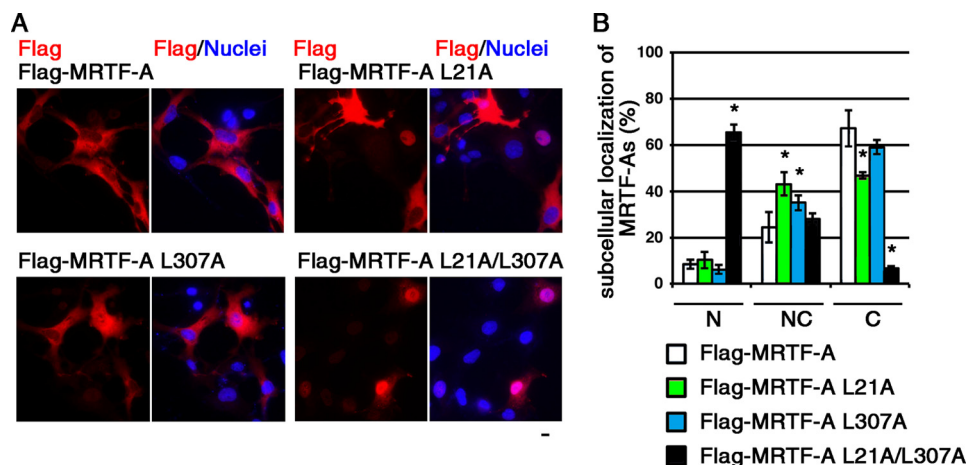 A
Flag Flag/Nuclei Flag Flag/Nuclei
Flag-MRTF-A Flag-MRTF-A L21A
Flag-MRTF-A L307A Flag-MRTF-A L21A/L307A
B
subcellular localization of
MRTF-As (%)
100
80
60
40
20
0
* * * * *
N NC C
Flag-MRTF-A
Flag-MRTF-A L21A
Flag-MRTF-A L307A
Flag-MRTF-A L21A/L307A